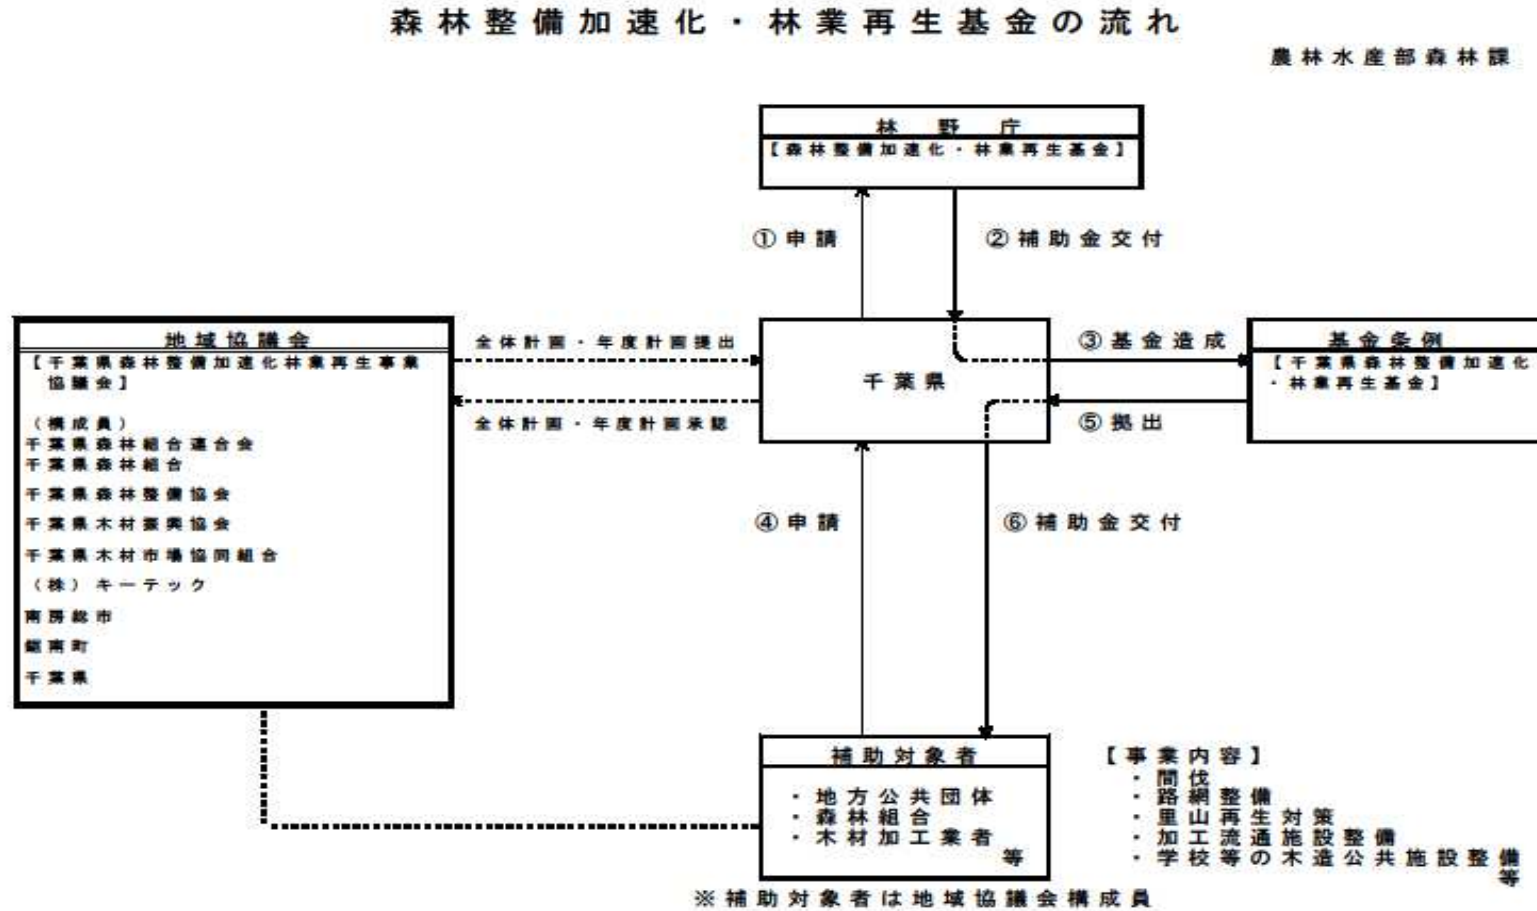 森林整備加速化・林業再生基金の流れ
農林水産部森林課
林野庁
【森林整備加速化・林業再生基金】
①申請
②補助金交付
地域協議会
【千葉県森林整備加速化林業再生事業
協議会】
（構成員）
千葉県森林組合連合会
千葉県森林組合
千葉県森林整備協会
千葉県木材振興協会
千葉県木材市場協同組合
（株）キーテック
南房総市
鋸南町
千葉県
全体計画・年度計画提出
全体計画・年度計画承認
千葉県
③基金造成
⑤拠出
基金条例
【千葉県森林整備加速化
・林業再生基金】
④申請
⑥補助金交付
補助対象者
・地方公共団体
・森林組合
・木材加工業者
等
【事業内容】
・間伐
・路網整備
・里山再生対策
・加工流通施設整備
・学校等の木造公共施設整備
等
※補助対象者は地域協議会構成員